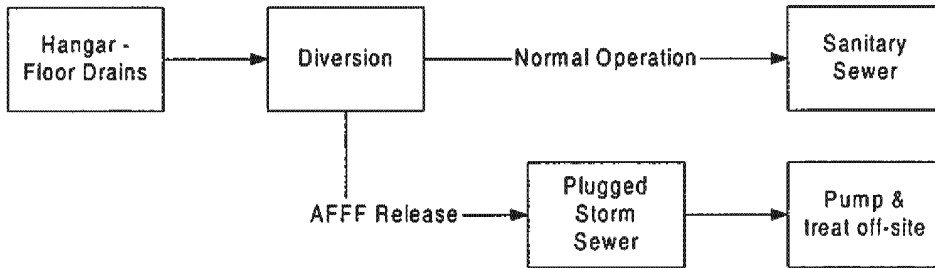 Hangar -
Floor Drains
Diversion
Normal Operation
Sanitary
Sewer
AFFF Release
Plugged
Storm
Sewer
Pump &
treat off-site